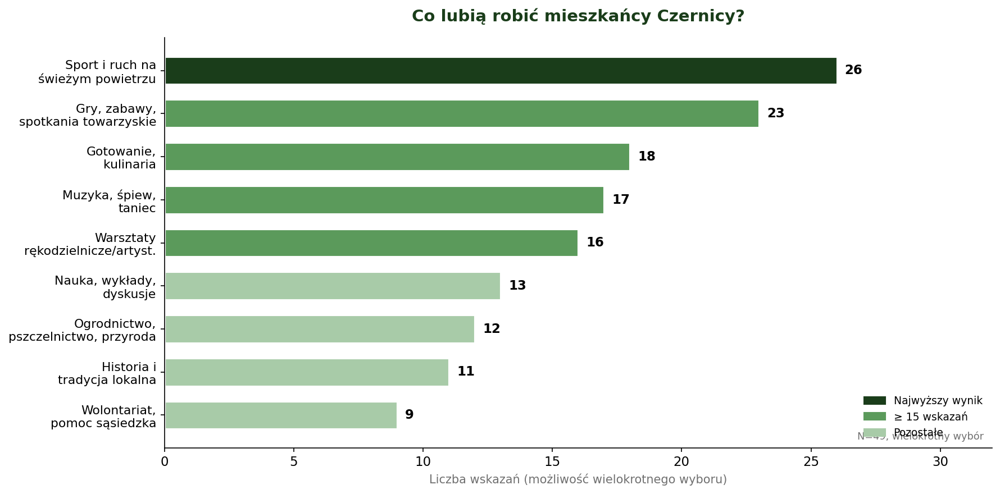 Co lubią robić mieszkańcy Czernicy?
Sport i ruch na
świeżym powietrzu
26
Gry, zabawy,
spotkania towarzyskie
23
Gotowanie,
kulinaria
18
Muzyka, śpiew,
taniec
17
Warsztaty
rękodzielnicze/artyst.
16
Nauka, wykłady,
dyskusje
13
Ogrodnictwo,
pszczelnictwo, przyroda
12
Historia i
tradycja lokalna
11
Wolontariat,
pomoc sąsiedzka
9
Najwyższy wynik
≥ 15 wskazań
Pozostałe
N=49, wielokrotny wybór
0 5 10 15 20 25 30
Liczba wskazań (możliwość wielokrotnego wyboru)